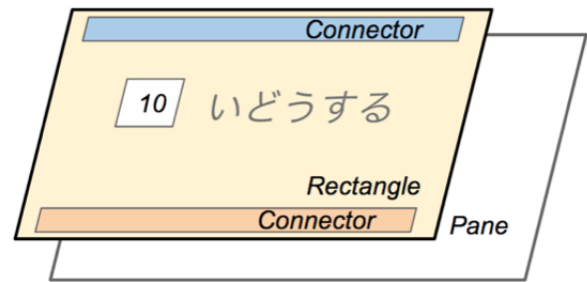 Connector
10 いどうする
Rectangle
Connector
Pane